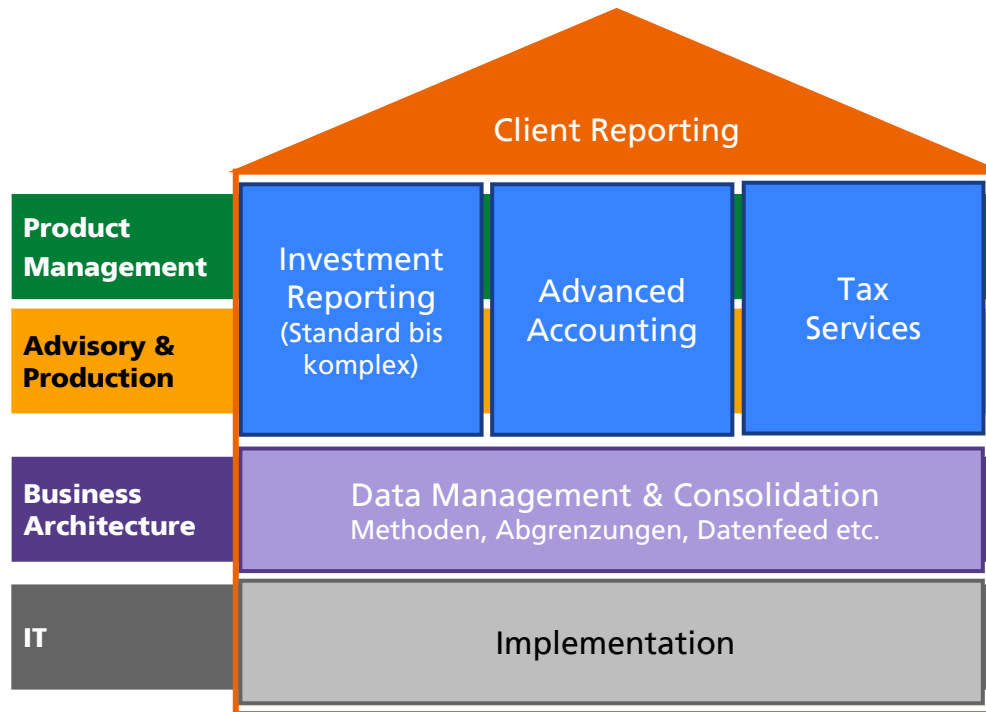 Client Reporting
Product
Management
Investment
Reporting
(Standard bis
komplex)
Advanced
Accounting
Tax
Services
Advisory &
Production
Business
Architecture
Data Management & Consolidation
Methoden, Abgrenzungen, Datenfeed etc.
IT
Implementation